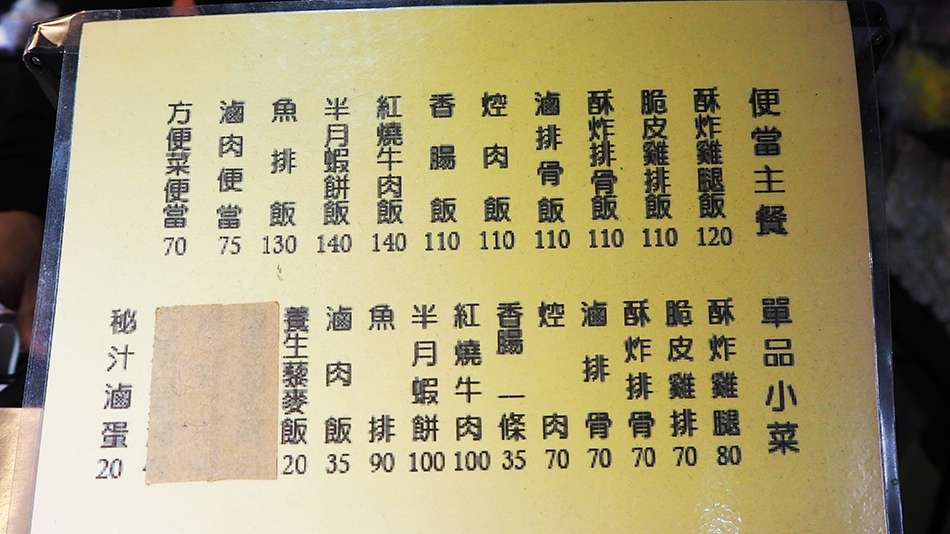 便當主餐
酥炸雞腿飯 120
脆皮雞排飯 110
酥炸排骨飯 110
滷排骨飯 110
焢肉飯 110
香腸飯 110
紅燒牛肉飯 140
半月蝦餅飯 140
魚排飯 130
滷肉便當 75
方便菜便當 70
單品小菜
酥炸雞腿 80
脆皮雞排 70
酥炸排骨 70
滷排骨 70
焢肉 70
香腸一條 35
紅燒牛肉 100
半月蝦餅 100
魚排 90
滷肉飯 35
養生藜麥飯 20
秘汁滷蛋 20